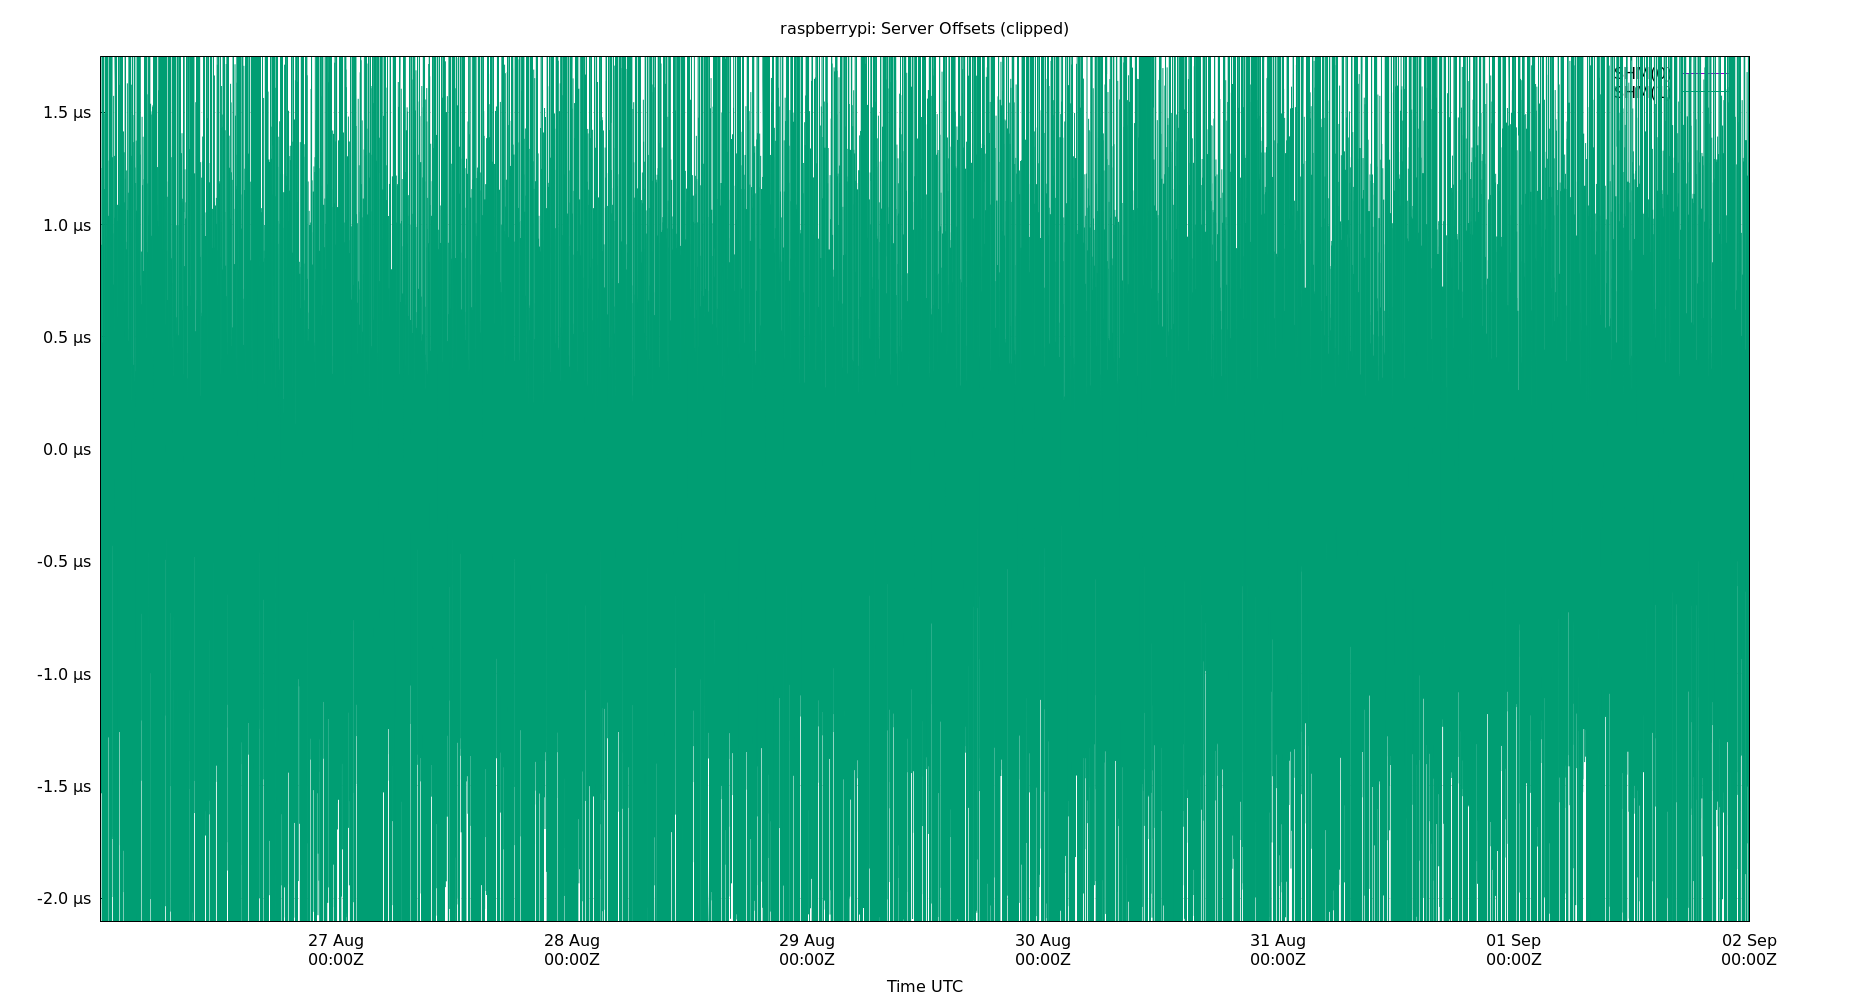 raspberrypi: Server Offsets (clipped)
SHM(0)
1.5 µs
1.0 µs
0.5 µs
0.0 µs
-0.5 µs
-1.0 µs
-1.5 µs
-2.0 µs
27 Aug 28 Aug 29 Aug 30 Aug 31 Aug 01 Sep 02 Sep
00:00Z 00:00Z 00:00Z 00:00Z 00:00Z 00:00Z 00:00Z
Time UTC